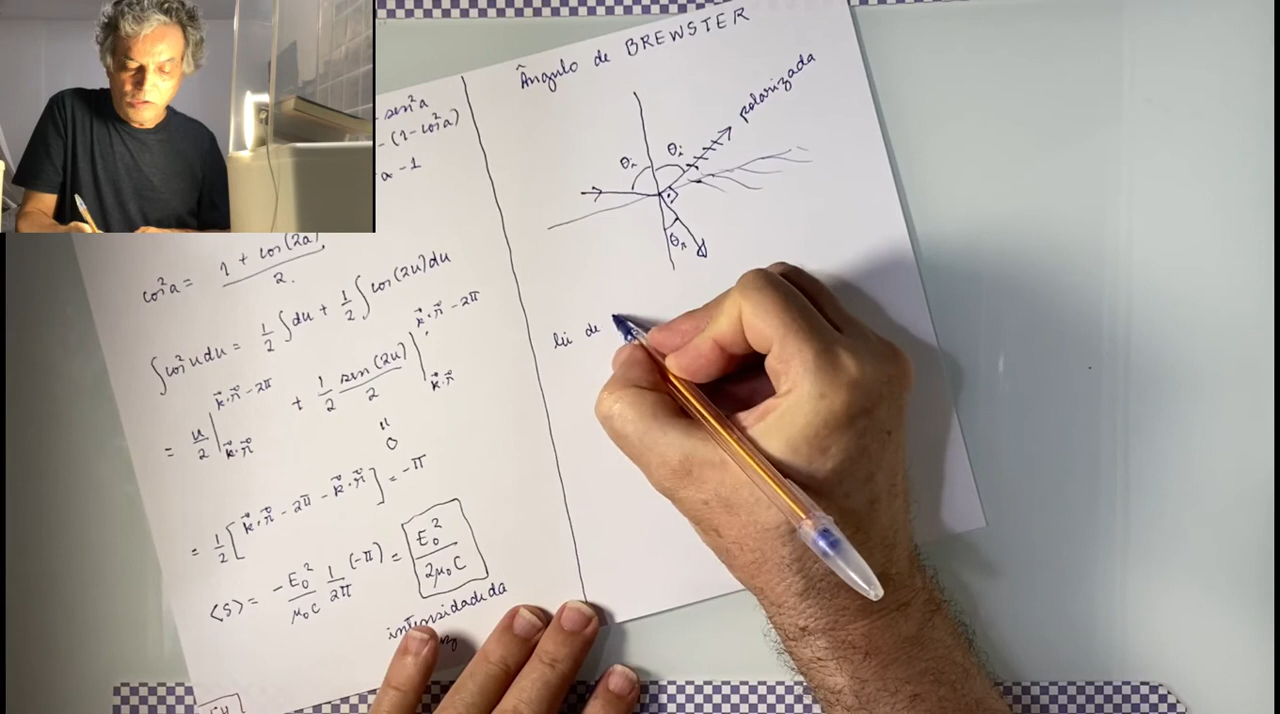 - sen²a
- (1 - cos²a)
a - 1
cos²a = 1 + cos(2a) / 2
∫cos²u du = 1/2 ∫du + 1/2 ∫cos(2u)du
= u/2 |_{k⃗·r⃗}^{k⃗·r⃗ - 2π} + 1/2 sen(2u)/2 |_{k⃗·r⃗}^{k⃗·r⃗ - 2π}
"
0
= 1/2 [k⃗·r⃗ - 2π - k⃗·r⃗] = -π
⟨S⟩ = -E₀²/μ₀c 1/2π (-π) = E₀²/2μ₀c
intensidade da
Ângulo de BREWSTER
polarizada
θi θi
θr
lei de